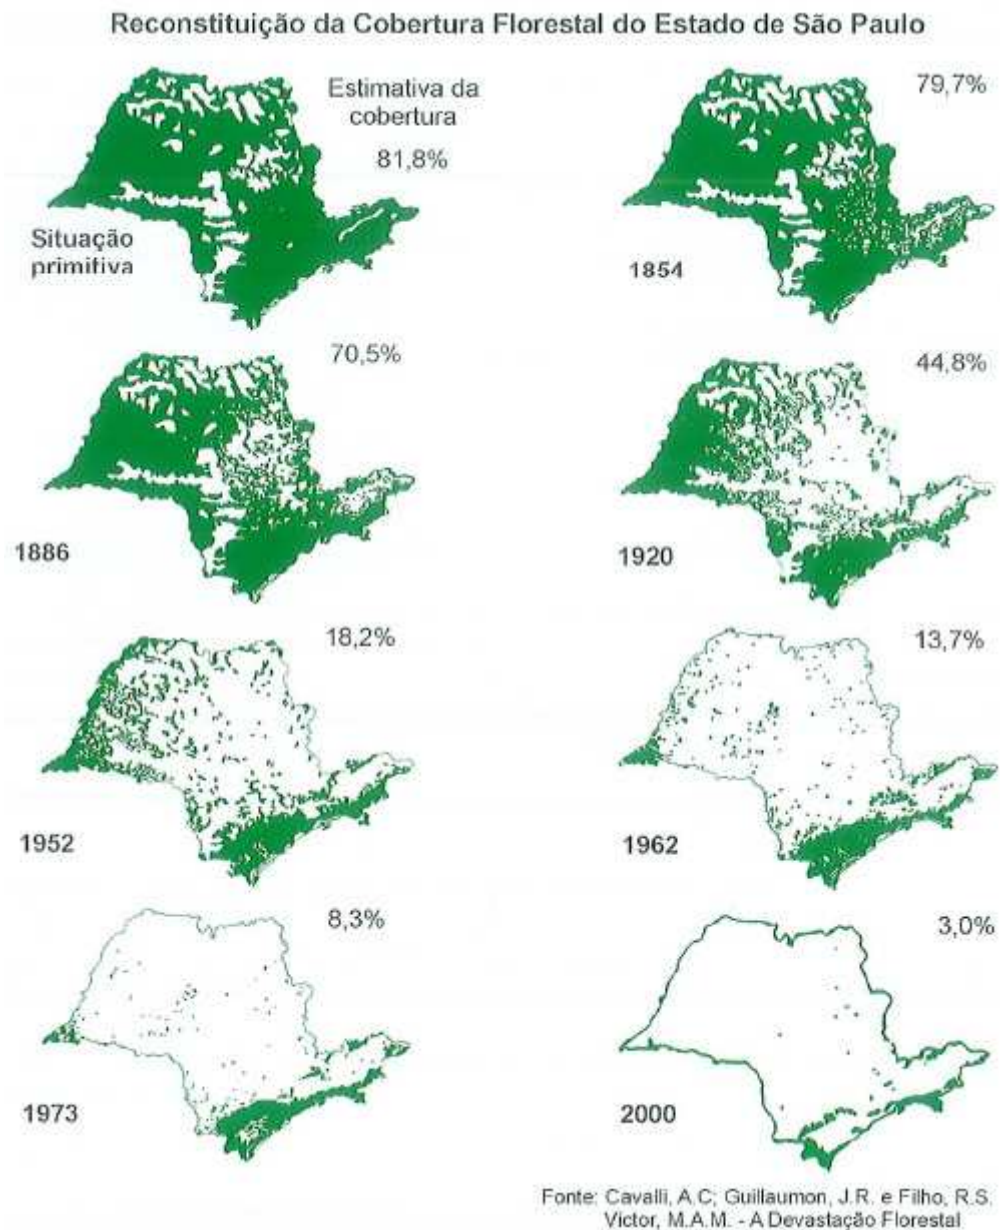 Reconstituição da Cobertura Florestal do Estado de São Paulo
Estimativa da
cobertura
81,8%
Situação
primitiva
79,7%
1854
70,5%
1886
44,8%
1920
18,2%
1952
13,7%
1962
8,3%
1973
3,0%
2000
Fonte: Cavalli, A.C; Guillaumon, J.R. e Filho, R.S.
Victor, M.A.M. - A Devastação Florestal